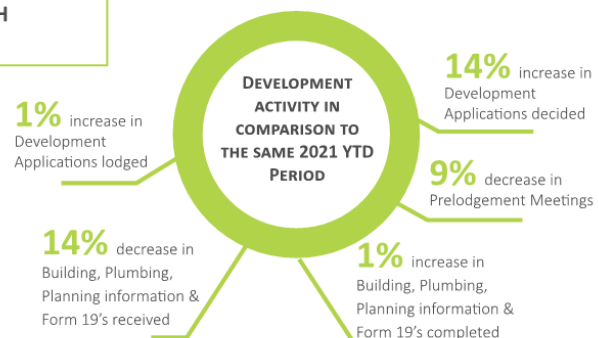 H
DEVELOPMENT
ACTIVITY IN
COMPARISON TO
THE SAME 2021 YTD
PERIOD
1% increase in
Development
Applications lodged
14% increase in
Development
Applications decided
9% decrease in
Prelodgement Meetings
14% decrease in
Building, Plumbing,
Planning information &
Form 19's received
1% increase in
Building, Plumbing,
Planning information &
Form 19's completed